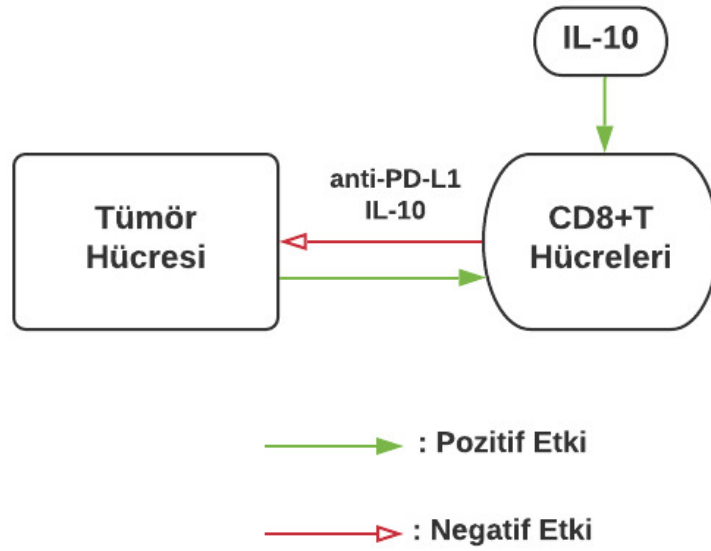 IL-10
anti-PD-L1
IL-10
Tümör
Hücresi
CD8+T
Hücreleri
: Pozitif Etki
: Negatif Etki